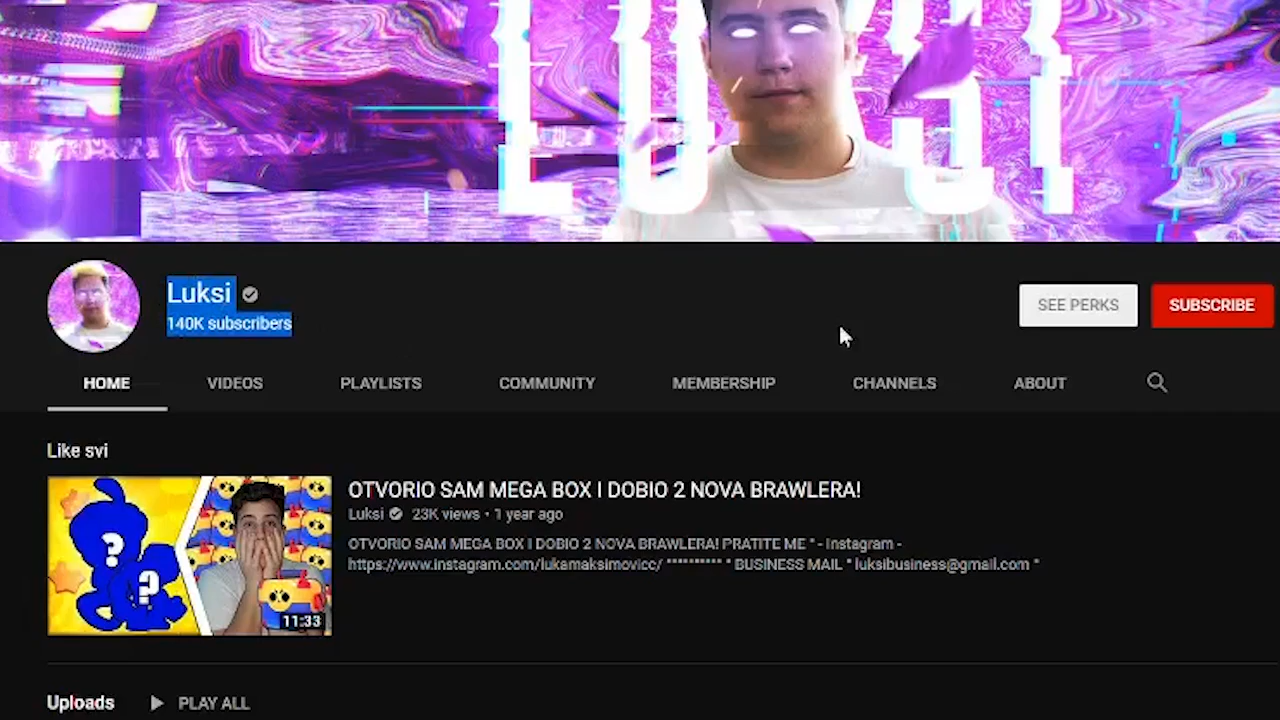 LUKSI
Luksi
140K subscribers
SEE PERKS
SUBSCRIBE
HOME
VIDEOS
PLAYLISTS
COMMUNITY
MEMBERSHIP
CHANNELS
ABOUT
Like svi
? ?
11:33
OTVORIO SAM MEGA BOX I DOBIO 2 NOVA BRAWLERA!
Luksi 23K views • 1 year ago
OTVORIO SAM MEGA BOX I DOBIO 2 NOVA BRAWLERA! PRATITE ME * - Instagram -
https://www.instagram.com/lukamaksimovicc/ ********** * BUSINESS MAIL * luksibusiness@gmail.com *
Uploads
PLAY ALL